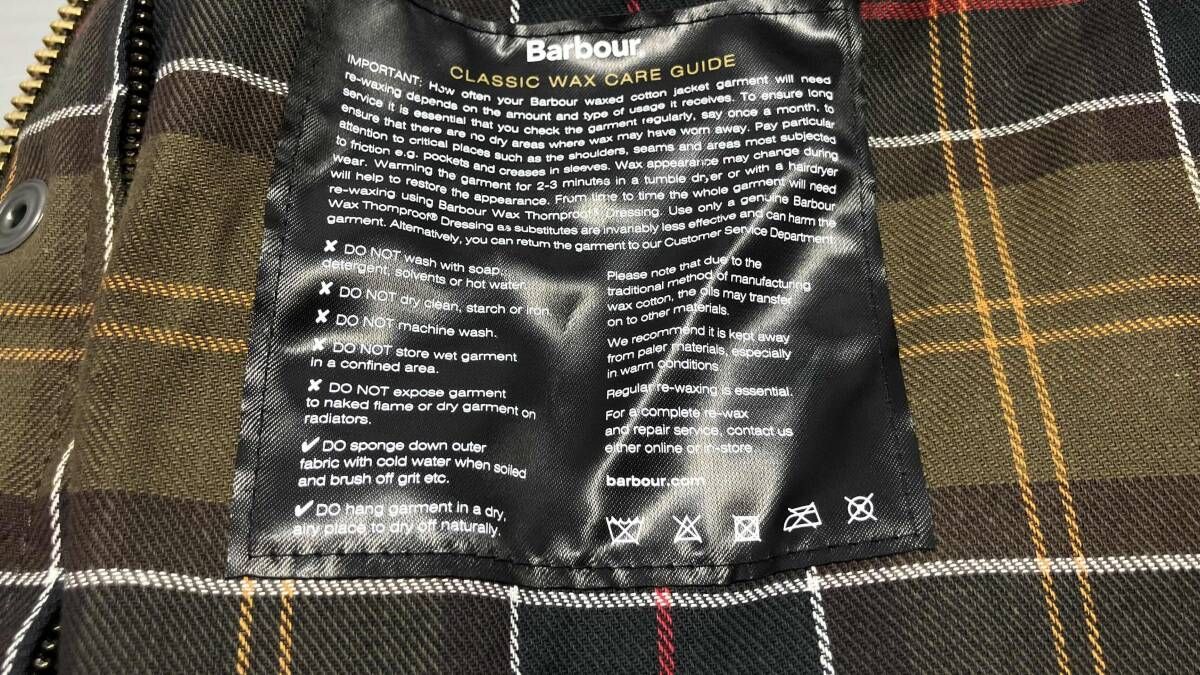 Barbour
CLASSIC WAX CARE GUIDE
IMPORTANT: How often your Barbour waxed cotton jacket garment will need
re-waxing depends on the amount and type of usage it receives. To ensure long
service it is essential that you check the garment regularly, say once a month, to
ensure that there are no dry areas where wax may have worn away. Pay particular
attention to critical places such as the shoulders, seams and areas most subjected
to friction e.g. pockets and creases in sleeves. Wax appearance may change during
wear. Warming the garment for 2-3 minutes in a tumble dryer or with a hairdryer
will help to restore the appearance. From time to time the whole garment will need
re-waxing using Barbour Wax Thornproof® Dressing. Use only a genuine Barbour
Wax Thornproof® Dressing as substitutes are invariably less effective and can harm the
garment. Alternatively, you can return the garment to our Customer Service Department.
✘ DO NOT wash with soap,
detergent, solvents or hot water.
✘ DO NOT dry clean, starch or iron.
✘ DO NOT machine wash.
✘ DO NOT store wet garment
in a confined area.
✘ DO NOT expose garment
to naked flame or dry garment on
radiators.
✔ DO sponge down outer
fabric with cold water when soiled
and brush off grit etc.
✔ DO hang garment in a dry,
airy place to dry off naturally.
Please note that due to the
traditional method of manufacturing
wax cotton, the oils may transfer
on to other materials.
We recommend it is kept away
from paler materials, especially
in warm conditions.
Regular re-waxing is essential.
For a complete re-wax
and repair service, contact us
either online or in-store
barbour.com